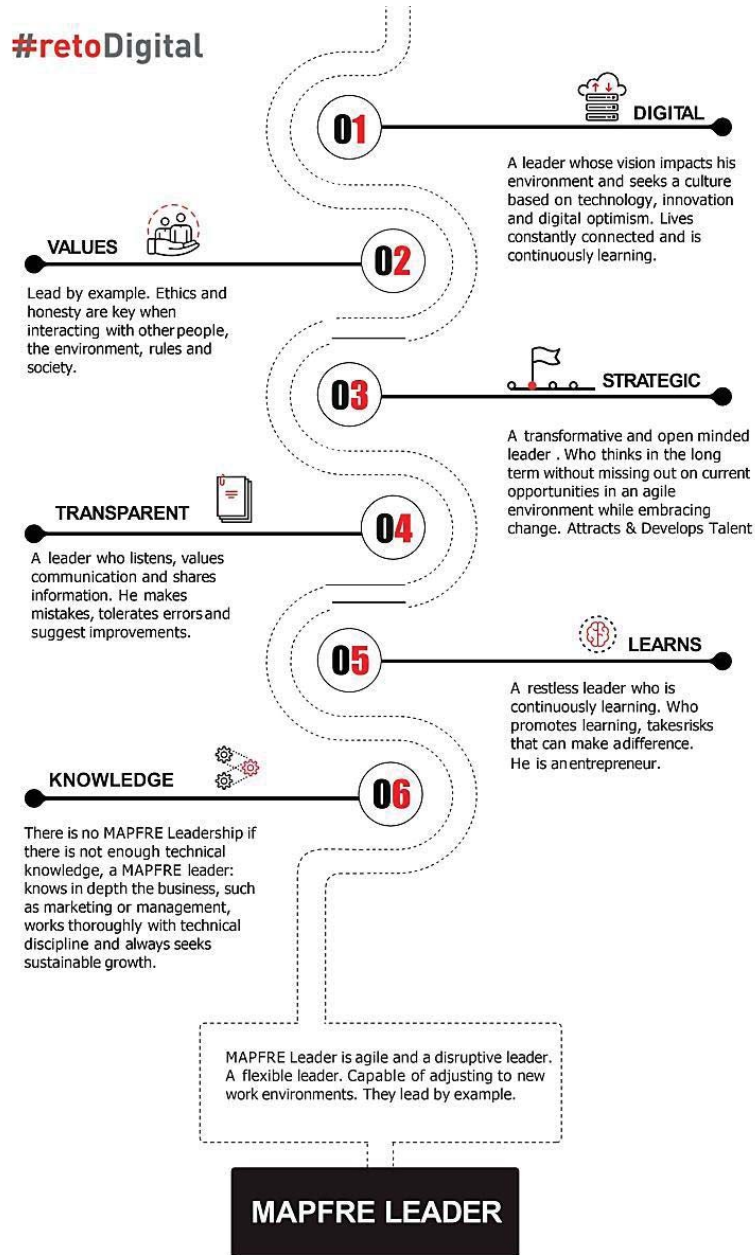 #retoDigital
01
DIGITAL
A leader whose vision impacts his
environment and seeks a culture
based on technology, innovation
and digital optimism. Lives
constantly connected and is
continuously learning.
VALUES
02
Lead by example. Ethics and
honesty are key when
interacting with otherpeople,
the environment, rules and
society.
03
STRATEGIC
A transformative and open minded
leader . Who thinks in the long
term without missing out on current
opportunities in an agile
environment while embracing
change. Attracts & Develops Talent
TRANSPARENT
04
A leader who listens, values
communication and shares
information. He makes
mistakes, tolerates errorsand
suggest improvements.
05
LEARNS
A restless leader who is
continuously learning. Who
promotes learning, takesrisks
that can make adifference.
He is anentrepreneur.
KNOWLEDGE
06
There is no MAPFRE Leadership if
there is not enough technical
knowledge, a MAPFRE leader:
knows in depth the business, such
as marketing or management,
works thoroughly with technical
discipline and always seeks
sustainable growth.
MAPFRE Leader is agile and a disruptive leader.
A flexible leader. Capable of adjusting to new
work environments. They lead by example.
MAPFRE LEADER